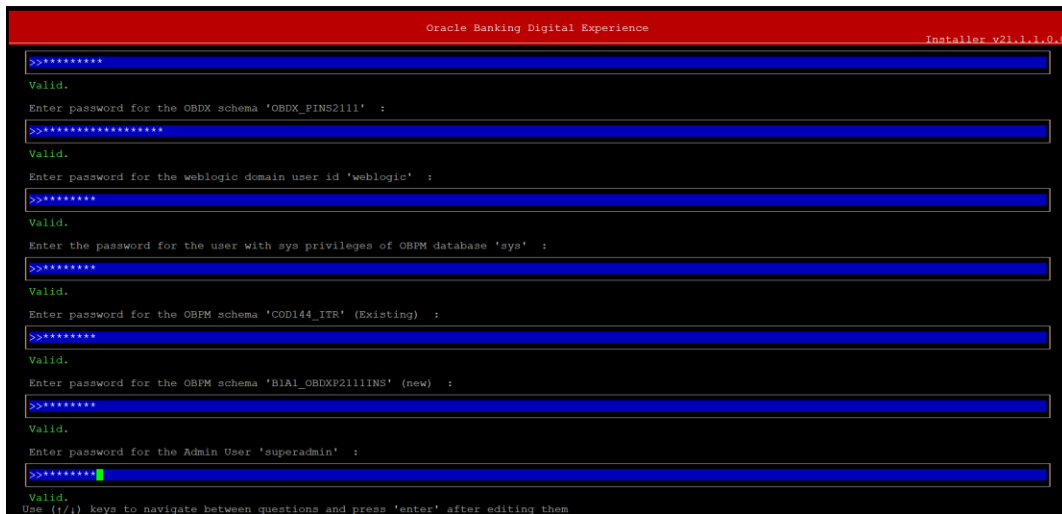 Oracle Banking Digital Experience
Installer v21.1.1.0.
>>*********
Valid.
Enter password for the OBDX schema 'OBDX_PINS2111'  :
>>******************
Valid.
Enter password for the weblogic domain user id 'weblogic'  :
>>********
Valid.
Enter the password for the user with sys privileges of OBPM database 'sys'  :
>>********
Valid.
Enter password for the OBPM schema 'COD144_ITR' (Existing)  :
>>********
Valid.
Enter password for the OBPM schema 'B1A1_OBDXP2111INS' (new)  :
>>********
Valid.
Enter password for the Admin User 'superadmin'  :
>>********
Valid.
Use (↑/↓) keys to navigate between questions and press 'enter' after editing them